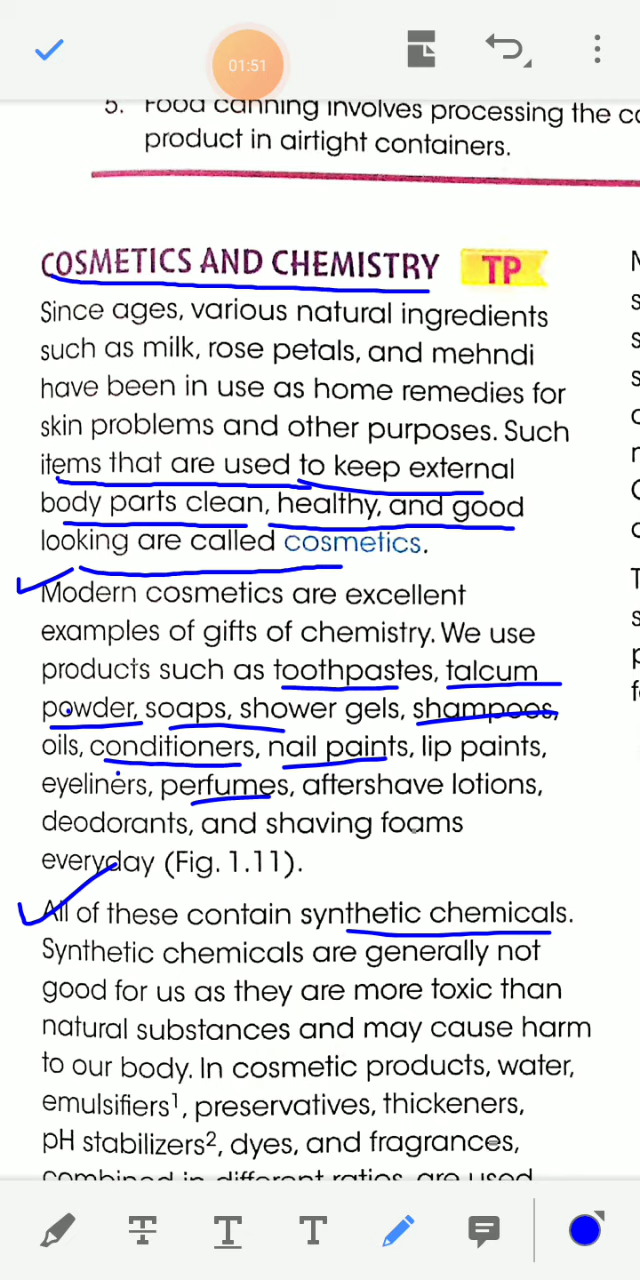 01:51
5. Food canning involves processing the
product in airtight containers.
COSMETICS AND CHEMISTRY TP
Since ages, various natural ingredients
such as milk, rose petals, and mehndi
have been in use as home remedies for
skin problems and other purposes. Such
items that are used to keep external
body parts clean, healthy, and good
looking are called cosmetics.
Modern cosmetics are excellent
examples of gifts of chemistry. We use
products such as toothpastes, talcum
powder, soaps, shower gels, shampoos,
oils, conditioners, nail paints, lip paints,
eyeliners, perfumes, aftershave lotions,
deodorants, and shaving foams
everyday (Fig. 1.11).
All of these contain synthetic chemicals.
Synthetic chemicals are generally not
good for us as they are more toxic than
natural substances and may cause harm
to our body. In cosmetic products, water,
emulsifiers¹, preservatives, thickeners,
pH stabilizers², dyes, and fragrances,
combined in different ratios, are used
T T T